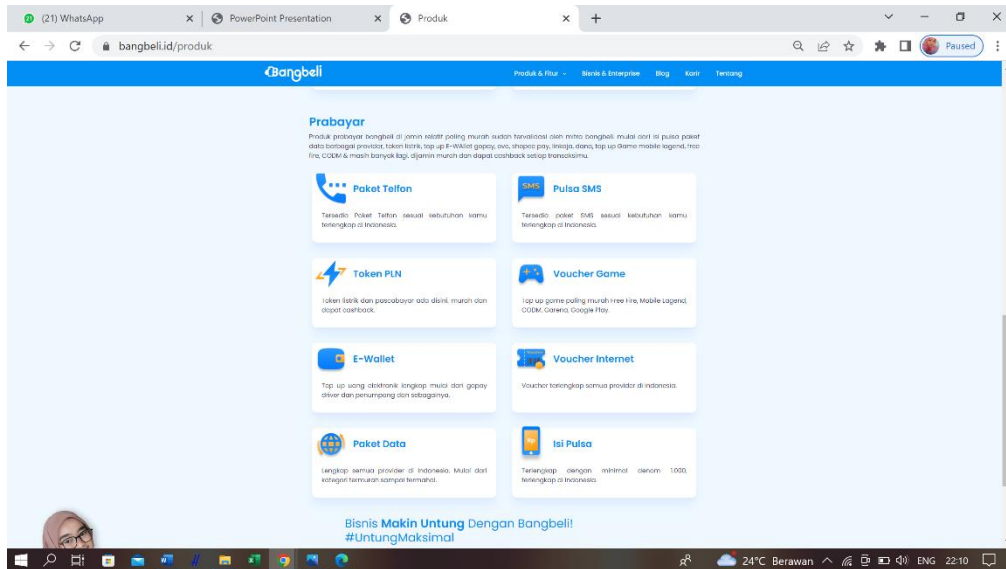 (21) WhatsApp
PowerPoint Presentation
Produk
bangbeli.id/produk
Paused
Bangbeli
Produk & Fitur
Bisnis & Enterprise
Blog
Karir
Tentang
Prabayar
Produk probayar bangbeli di jamin relatif paling murah sudah tervalidasi oleh mitra bangbeli. mulai dari isi pulsa paket
data berbagai provider, token listrik, top up E-WAllet gopay, ovo, shopee pay, linkaja, dana, top up Game mobile legend, free
fire, CODM & masih banyak lagi. dijamin murah dan dapat cashback setiap transaksimu.
Paket Telfon
Tersedia Paket Telfon sesuai kebutuhan kamu
terlengkap di Indonesia.
SMS
Pulsa SMS
Tersedia paket SMS sesuai kebutuhan kamu
terlengkap di Indonesia.
Token PLN
Token listrik dan pascabayar ada disini. murah dan
dapat cashback.
Voucher Game
Top up game paling murah Free Fire, Mobile Lagend,
CODM, Garena, Google Play.
E-Wallet
Top up uang elektronik lengkap mulai dari gopay
driver dan penumpang dan sebagainya.
Voucher Internet
Voucher terlengkap semua provider di indonesia.
Paket Data
Lengkap semua provider di Indonesia. Mulai dari
kategori termurah sampai termahal.
Rp
Isi Pulsa
Terlengkap dengan minimal denom 1.000,
terlengkap di Indonesia.
Bisnis Makin Untung Dengan Bangbeli!
#UntungMaksimal
24°C Berawan
ENG
22:10